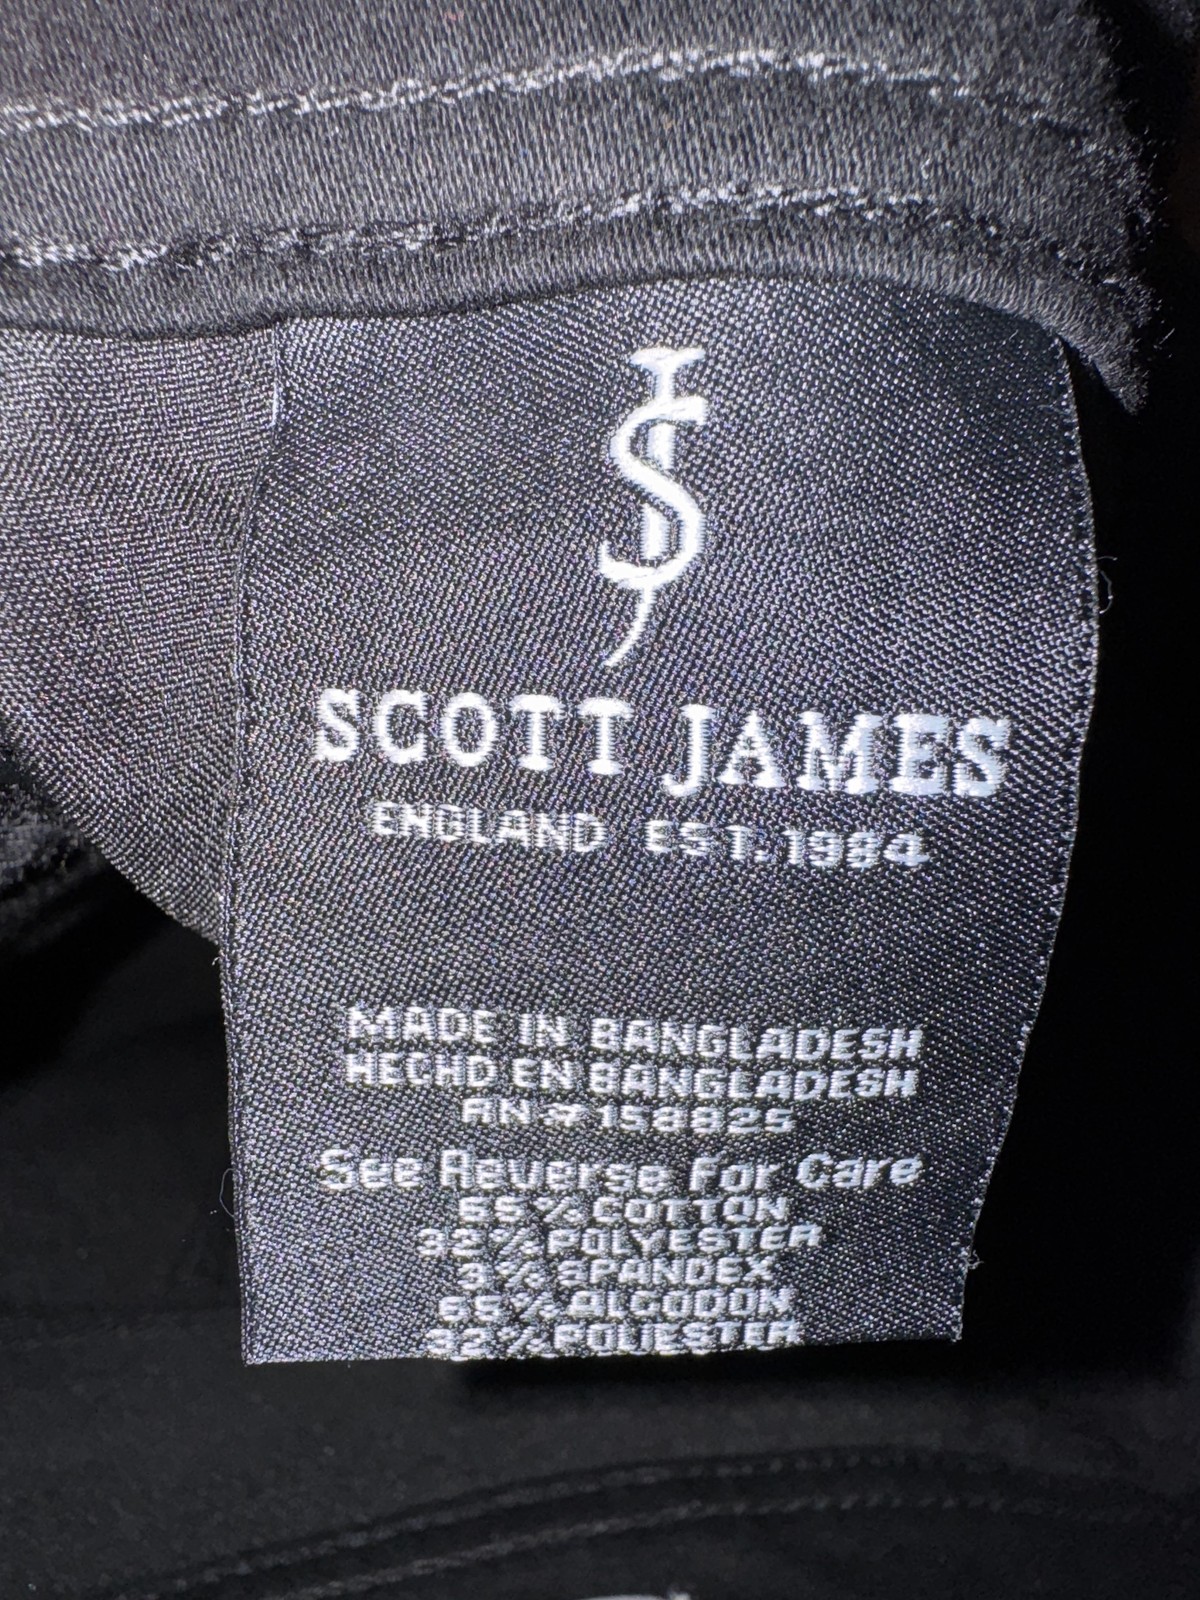 SCOTT JAMES
ENGLAND EST. 1984
MADE IN BANGLADESH
HECHO EN BANGLADESH
RN# 158825
See Reverse For Care
65% COTTON
32% POLYESTER
3% SPANDEX
65% ALGODON
32% POLIESTER